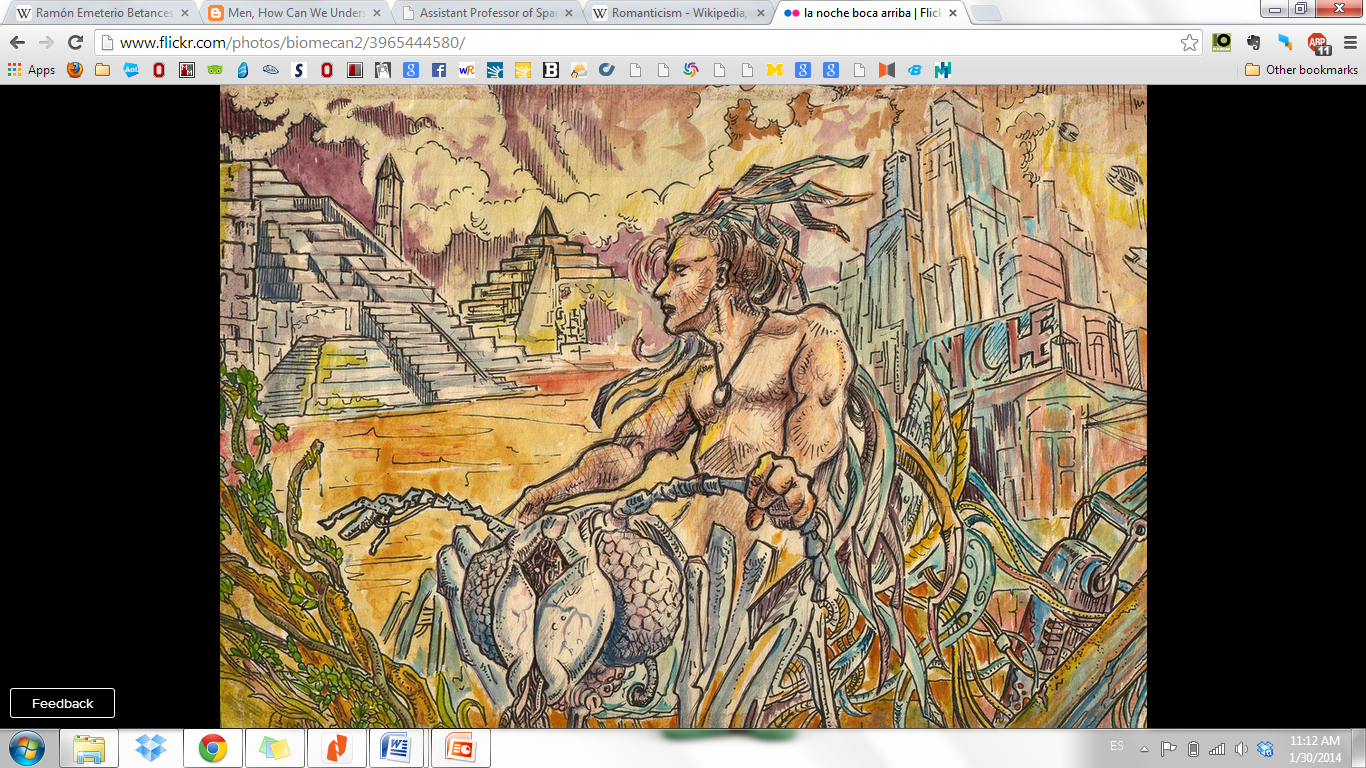 Ramón Emeterio Betances
Men, How Can We Unders
Assistant Professor of Spa
Romanticism - Wikipedia,
la noche boca arriba | Flick
www.flickr.com/photos/biomecan2/3965444580/
Apps
Other bookmarks
NCHE
Feedback
ES
11:12 AM
1/30/2014